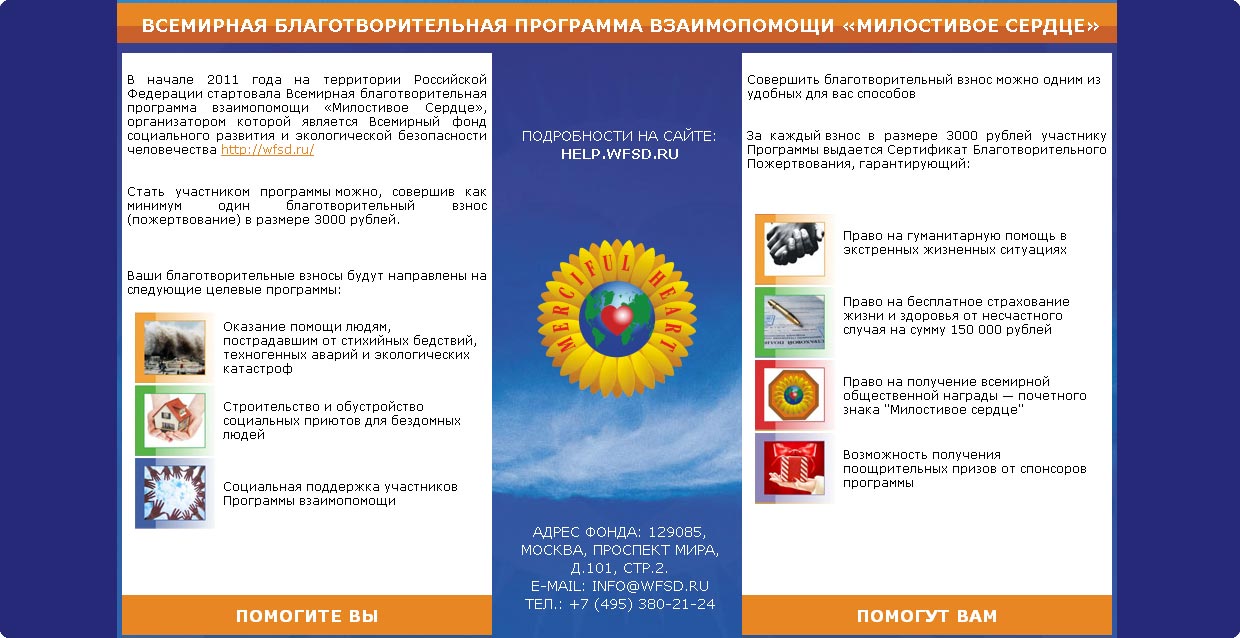 ВСЕМИРНАЯ БЛАГОТВОРИТЕЛЬНАЯ ПРОГРАММА ВЗАИМОПОМОЩИ «МИЛОСТИВОЕ СЕРДЦЕ»
В начале 2011 года на территории Российской
Федерации стартовала Всемирная благотворительная
программа взаимопомощи «Милостивое Сердце»,
организатором которой является Всемирный фонд
социального развития и экологической безопасности
человечества http://wfsd.ru/
Стать участником программы можно, совершив как
минимум один благотворительный взнос
(пожертвование) в размере 3000 рублей.
Ваши благотворительные взносы будут направлены на
следующие целевые программы:
Оказание помощи людям,
пострадавшим от стихийных бедствий,
техногенных аварий и экологических
катастроф
Строительство и обустройство
социальных приютов для бездомных
людей
Социальная поддержка участников
Программы взаимопомощи
ПОМОГИТЕ ВЫ
ПОДРОБНОСТИ НА САЙТЕ:
HELP.WFSD.RU
MERCIFUL HEART
АДРЕС ФОНДА: 129085,
МОСКВА, ПРОСПЕКТ МИРА,
Д.101, СТР.2.
E-MAIL: INFO@WFSD.RU
ТЕЛ.: +7 (495) 380-21-24
Совершить благотворительный взнос можно одним из
удобных для вас способов
За каждый взнос в размере 3000 рублей участнику
Программы выдается Сертификат Благотворительного
Пожертвования, гарантирующий:
Право на гуманитарную помощь в
экстренных жизненных ситуациях
Право на бесплатное страхование
жизни и здоровья от несчастного
случая на сумму 150 000 рублей
Право на получение всемирной
общественной награды — почетного
знака "Милостивое сердце"
Возможность получения
поощрительных призов от спонсоров
программы
ПОМОГУТ ВАМ